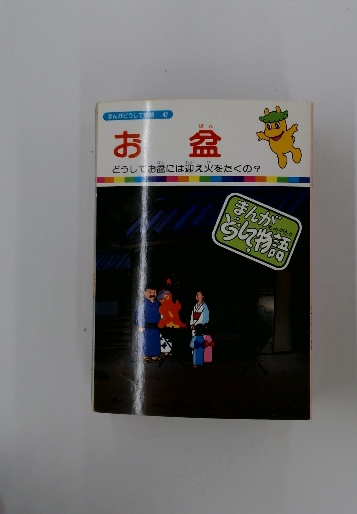 まんがどうして物語 42
お盆
どうしてお盆には迎え火をたくの?
まんが
どうして物語